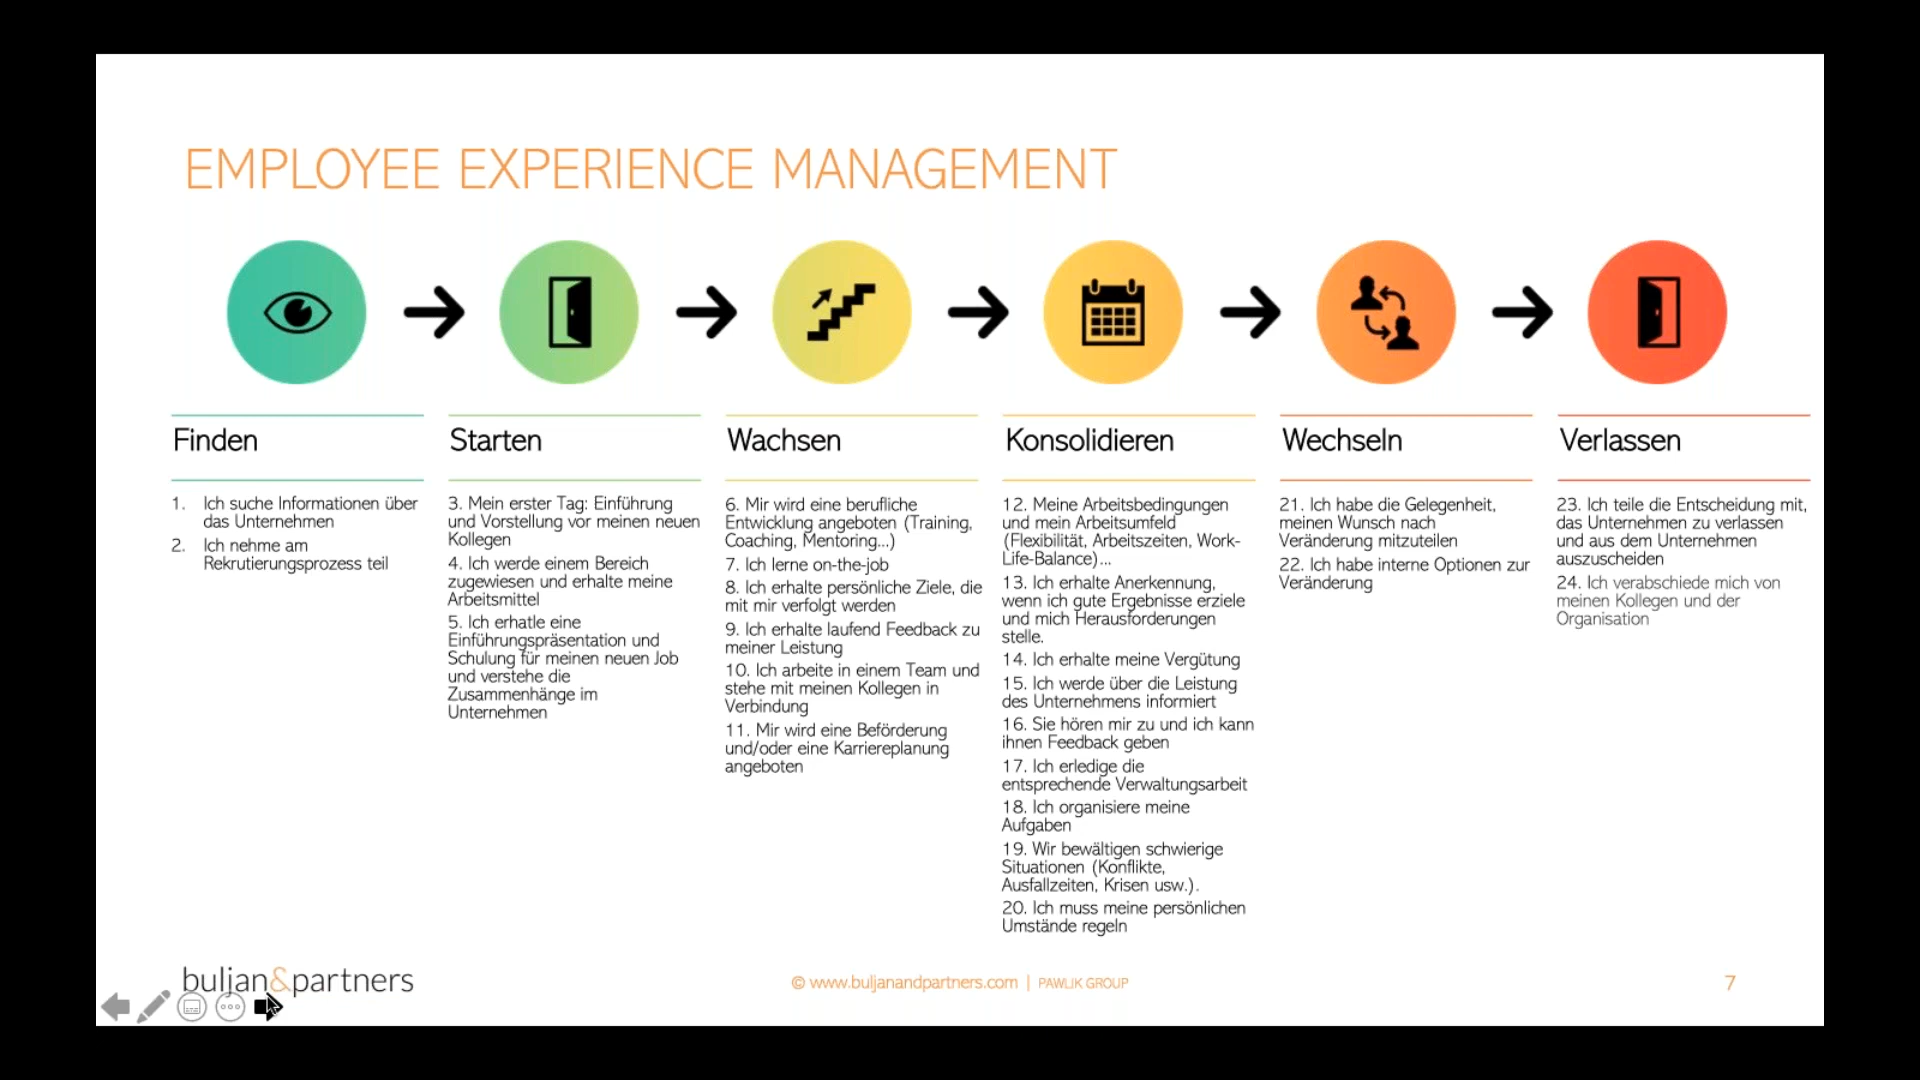 EMPLOYEE EXPERIENCE MANAGEMENT
Finden
1. Ich suche Informationen über
das Unternehmen
2. Ich nehme am
Rekrutierungsprozess teil
Starten
3. Mein erster Tag: Einführung
und Vorstellung vor meinen neuen
Kollegen
4. Ich werde einem Bereich
zugewiesen und erhalte meine
Arbeitsmittel
5. Ich erhatle eine
Einführungspräsentation und
Schulung für meinen neuen Job
und verstehe die
Zusammenhänge im
Unternehmen
Wachsen
6. Mir wird eine berufliche
Entwicklung angeboten (Training,
Coaching, Mentoring...)
7. Ich lerne on-the-job
8. Ich erhalte persönliche Ziele, die
mit mir verfolgt werden
9. Ich erhalte laufend Feedback zu
meiner Leistung
10. Ich arbeite in einem Team und
stehe mit meinen Kollegen in
Verbindung
11. Mir wird eine Beförderung
und/oder eine Karriereplanung
angeboten
Konsolidieren
12. Meine Arbeitsbedingungen
und mein Arbeitsumfeld
(Flexibilität, Arbeitszeiten, Work-
Life-Balance)...
13. Ich erhalte Anerkennung,
wenn ich gute Ergebnisse erziele
und mich Herausforderungen
stelle.
14. Ich erhalte meine Vergütung
15. Ich werde über die Leistung
des Unternehmens informiert
16. Sie hören mir zu und ich kann
ihnen Feedback geben
17. Ich erledige die
entsprechende Verwaltungsarbeit
18. Ich organisiere meine
Aufgaben
19. Wir bewältigen schwierige
Situationen (Konflikte,
Ausfallzeiten, Krisen usw.).
20. Ich muss meine persönlichen
Umstände regeln
Wechseln
21. Ich habe die Gelegenheit,
meinen Wunsch nach
Veränderung mitzuteilen
22. Ich habe interne Optionen zur
Veränderung
Verlassen
23. Ich teile die Entscheidung mit,
das Unternehmen zu verlassen
und aus dem Unternehmen
auszuscheiden
24. Ich verabschiede mich von
meinen Kollegen und der
Organisation
buljan&partners
© www.buljanandpartners.com | PAWLIK GROUP
7